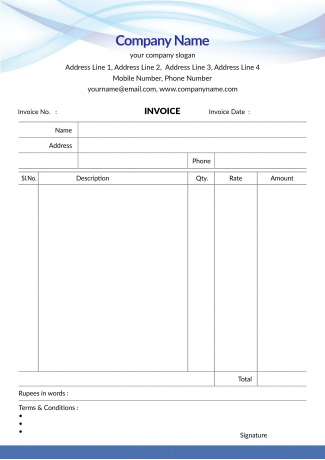 Company Name
your company slogan
Address Line 1, Address Line 2, Address Line 3, Address Line 4
Mobile Number, Phone Number
yourname@email.com, www.companyname.com
Invoice No. : INVOICE Invoice Date :
Name
Address
Phone
Sl.No. Description Qty. Rate Amount
Total
Rupees in words :
Terms & Conditions :
Signature